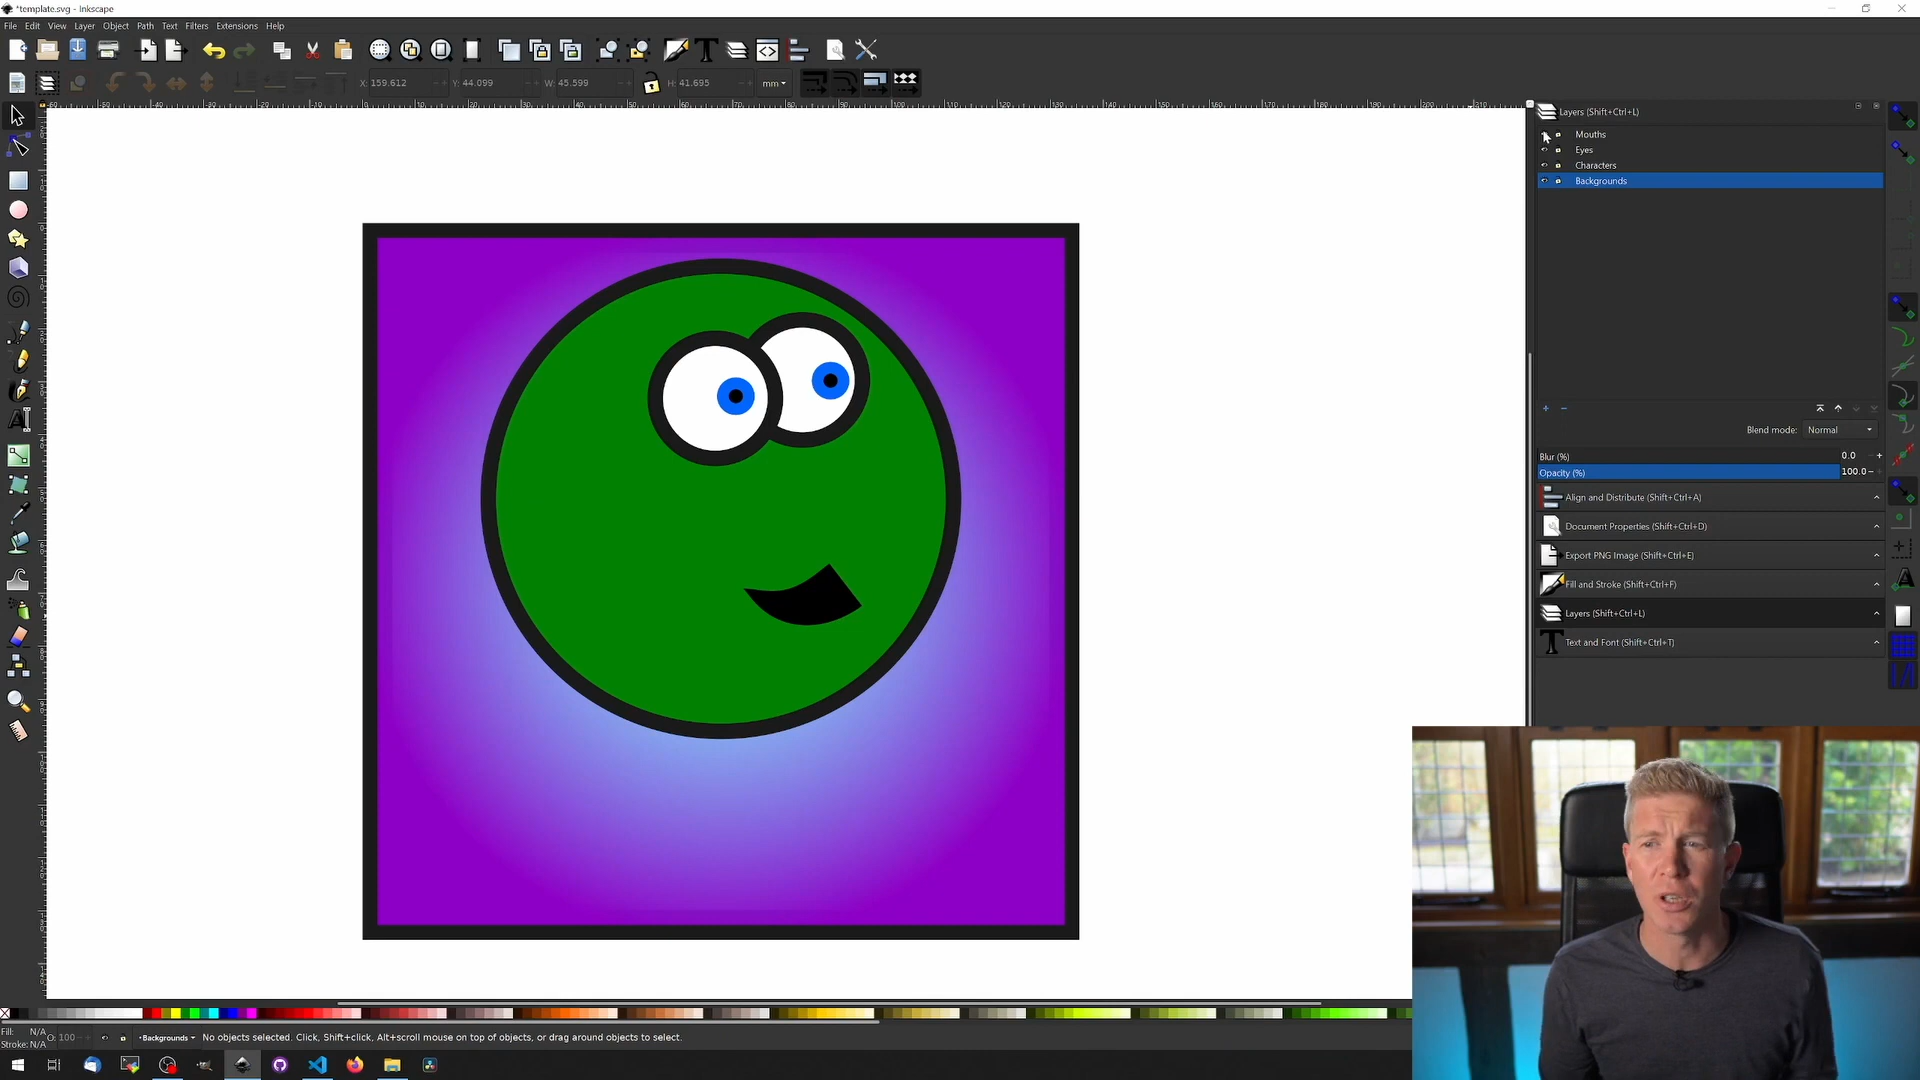 *template.svg - Inkscape
File Edit View Layer Object Path Text Filters Extensions Help
X: 159.612 Y: 44.099 W: 45.599 H: 41.695 mm
Layers (Shift+Ctrl+L)
Mouths
Eyes
Characters
Backgrounds
Blend mode: Normal
Blur (%) 0.0
Opacity (%) 100.0
Align and Distribute (Shift+Ctrl+A)
Document Properties (Shift+Ctrl+D)
Export PNG Image (Shift+Ctrl+E)
Fill and Stroke (Shift+Ctrl+F)
Layers (Shift+Ctrl+L)
Text and Font (Shift+Ctrl+T)
Fill: N/A
Stroke: N/A
O: 100
Backgrounds
No objects selected. Click, Shift+click, Alt+scroll mouse on top of objects, or drag around objects to select.